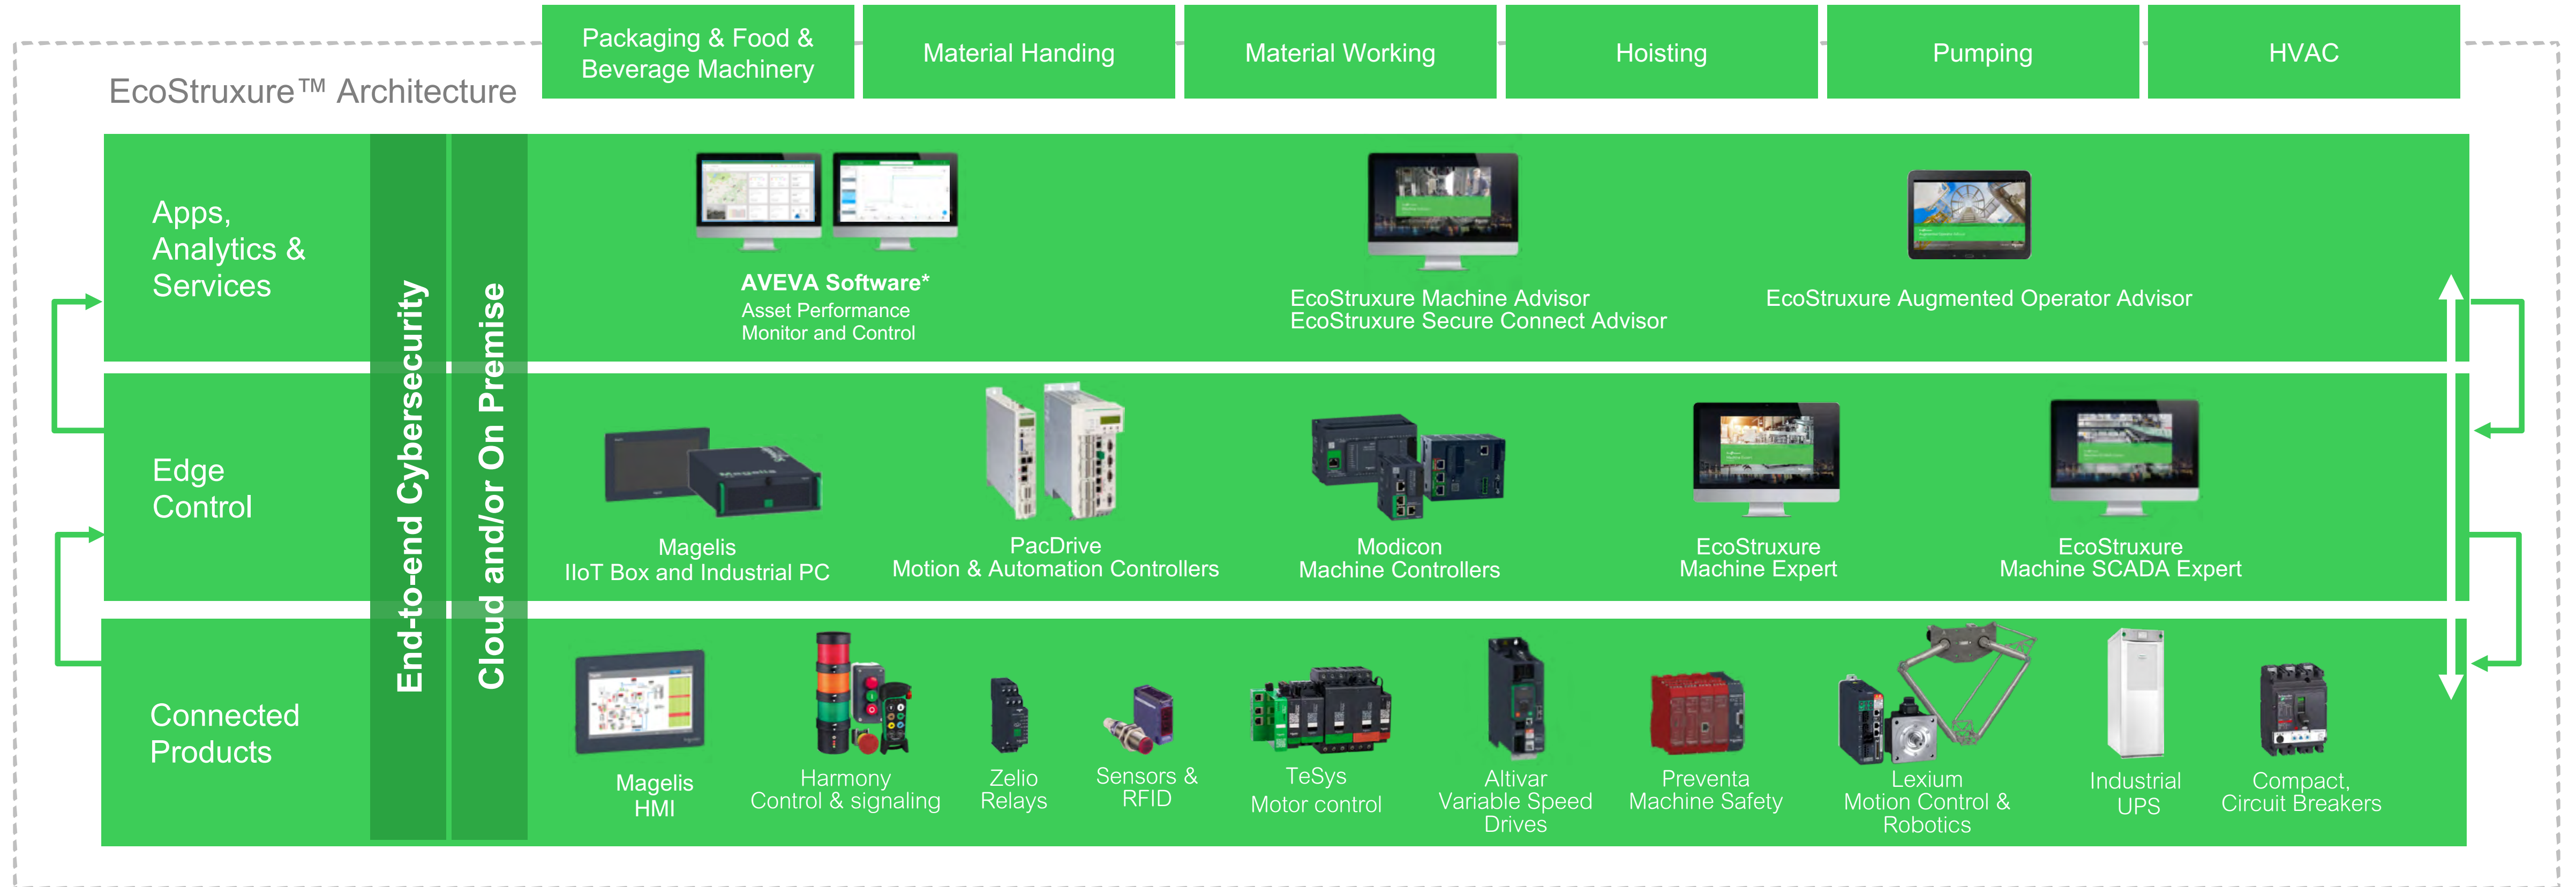 Packaging & Food &
Beverage Machinery
Material Handing
Material Working
Hoisting
Pumping
HVAC
EcoStruxure™ Architecture
Apps,
Analytics &
Services
End-to-end Cybersecurity
Cloud and/or On Premise
AVEVA Software*
Asset Performance
Monitor and Control
EcoStruxure Machine Advisor
EcoStruxure Secure Connect Advisor
EcoStruxure Augmented Operator Advisor
Edge
Control
Magelis
Magelis
IIoT Box and Industrial PC
PacDrive
Motion & Automation Controllers
Modicon
Machine Controllers
EcoStruxure
Machine Expert
EcoStruxure
Machine SCADA Expert
Connected
Products
Magelis
HMI
Harmony
Control & signaling
Zelio
Relays
Sensors &
RFID
TeSys
Motor control
Altivar
Variable Speed
Drives
Preventa
Machine Safety
Lexium
Motion Control &
Robotics
Industrial
UPS
Compact,
Circuit Breakers